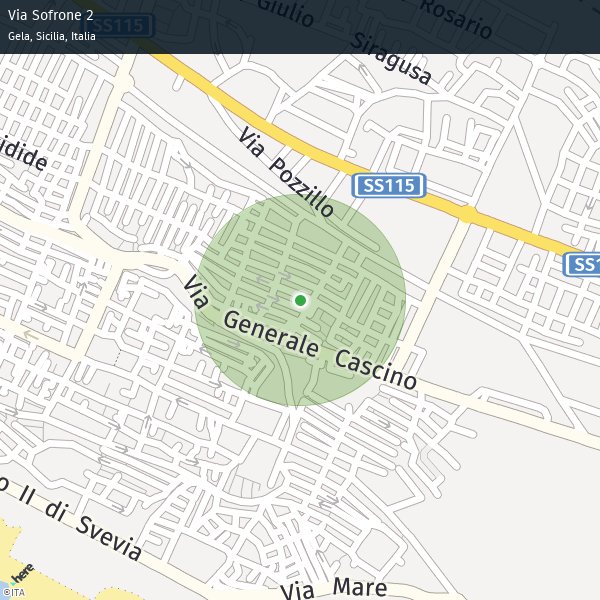 Via Sofrone 2
Gela, Sicilia, Italia
SS115
Giulio
Rosario
Siragusa
idide
Via Pozzillo
SS115
SS1
Via Generale Cascino
o II di Svevia
Via Mare
here
©ITA